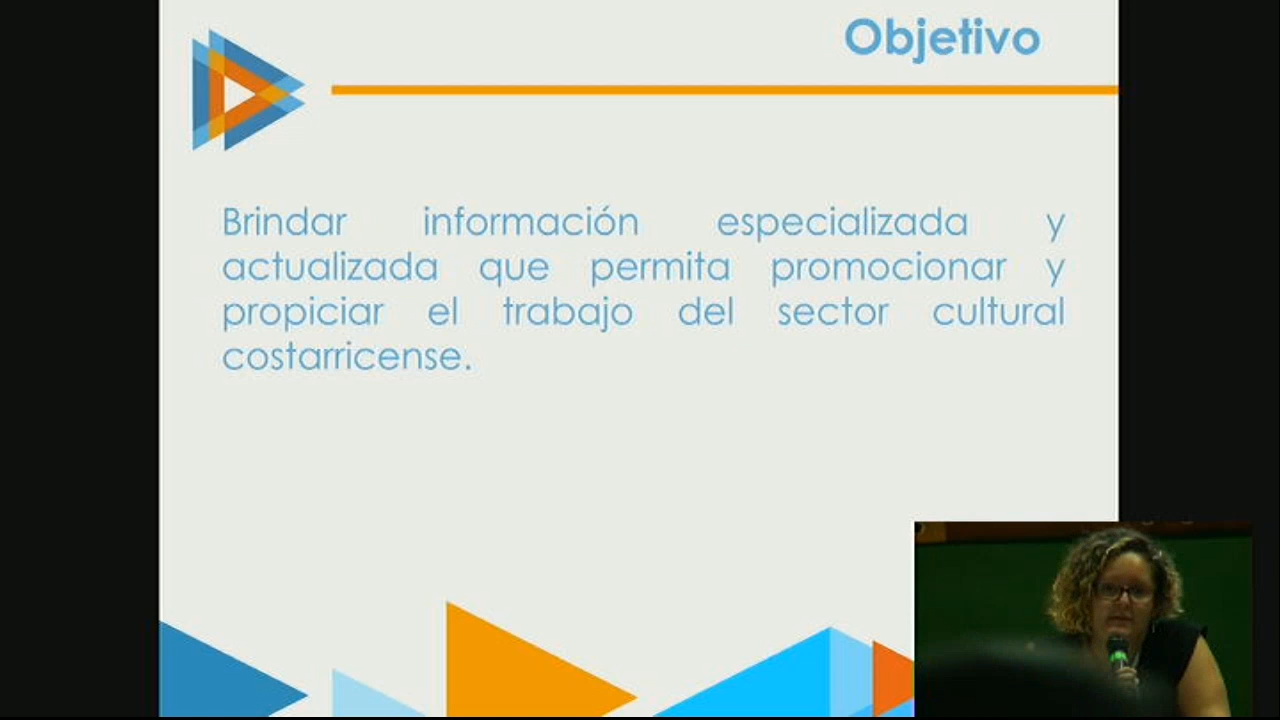 Objetivo
Brindar información especializada y
actualizada que permita promocionar y
propiciar el trabajo del sector cultural
costarricense.